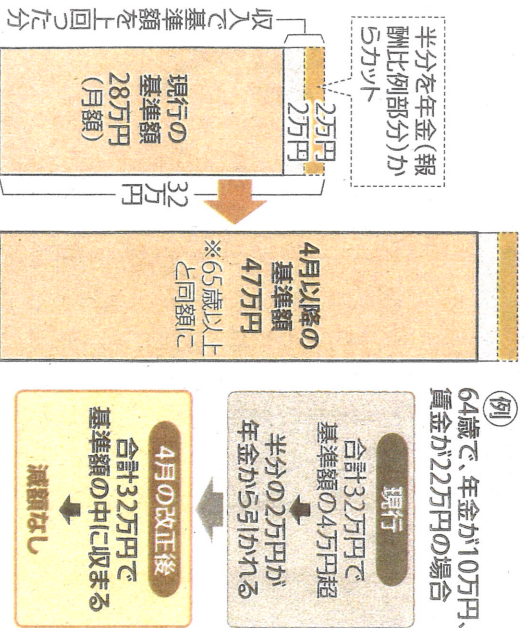 半分を年金(報
酬比例部分)か
らカット
収入で基準額を上回った分
2万円
2万円
現行の
基準額
28万円
(月額)
32
万
円
4月以降の
基準額
47万円
※65歳以上
と同額に
例
64歳で、年金が10万円、
賃金が22万円の場合
現行
合計32万円で
基準額の4万円超
半分の2万円が
年金から引かれる
4月の改正後
合計32万円で
基準額の中に収まる
減額なし